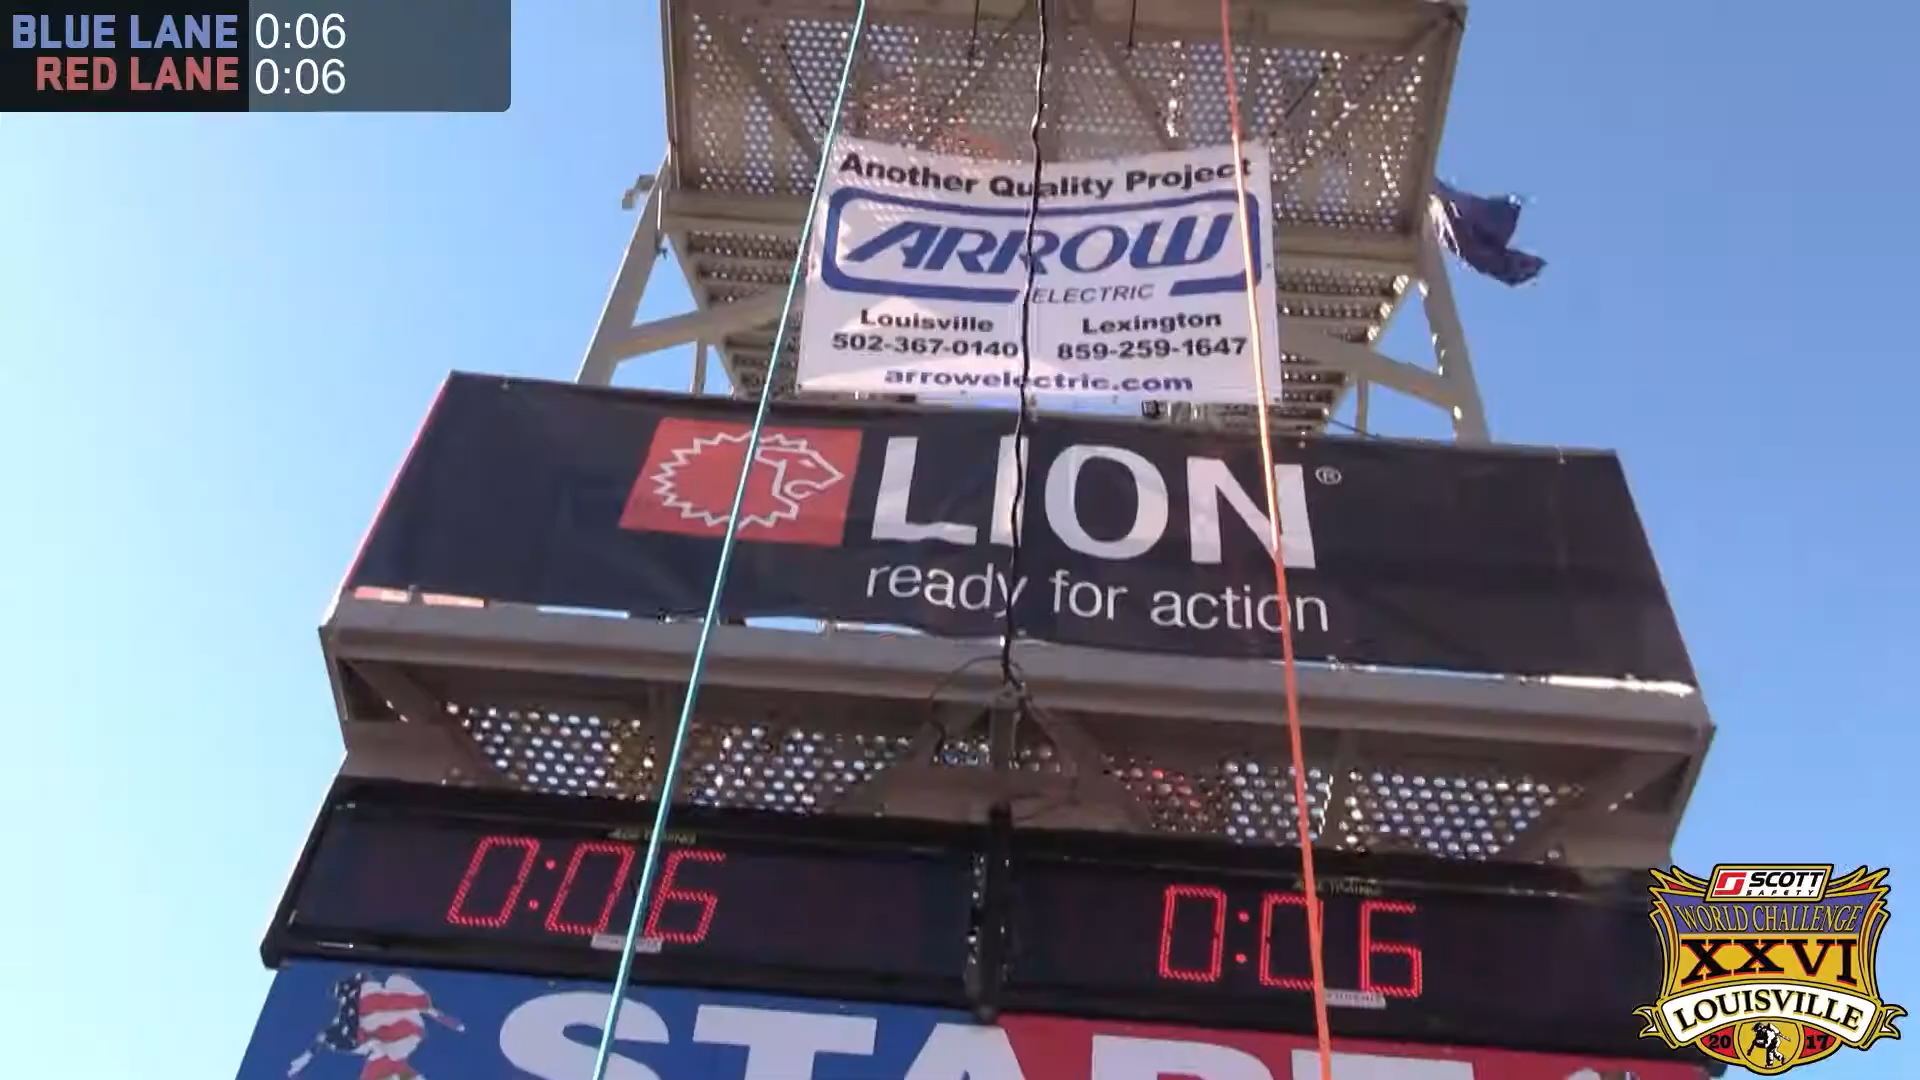 BLUE LANE 0:06
RED LANE 0:06
Another Quality Project
ARROW
ELECTRIC
Louisville Lexington
502-367-0140 859-259-1647
arrowelectric.com
LION®
ready for action
0:06 0:06
START
SCOTT
SAFETY
WORLD CHALLENGE
XXVI
LOUISVILLE
20 17